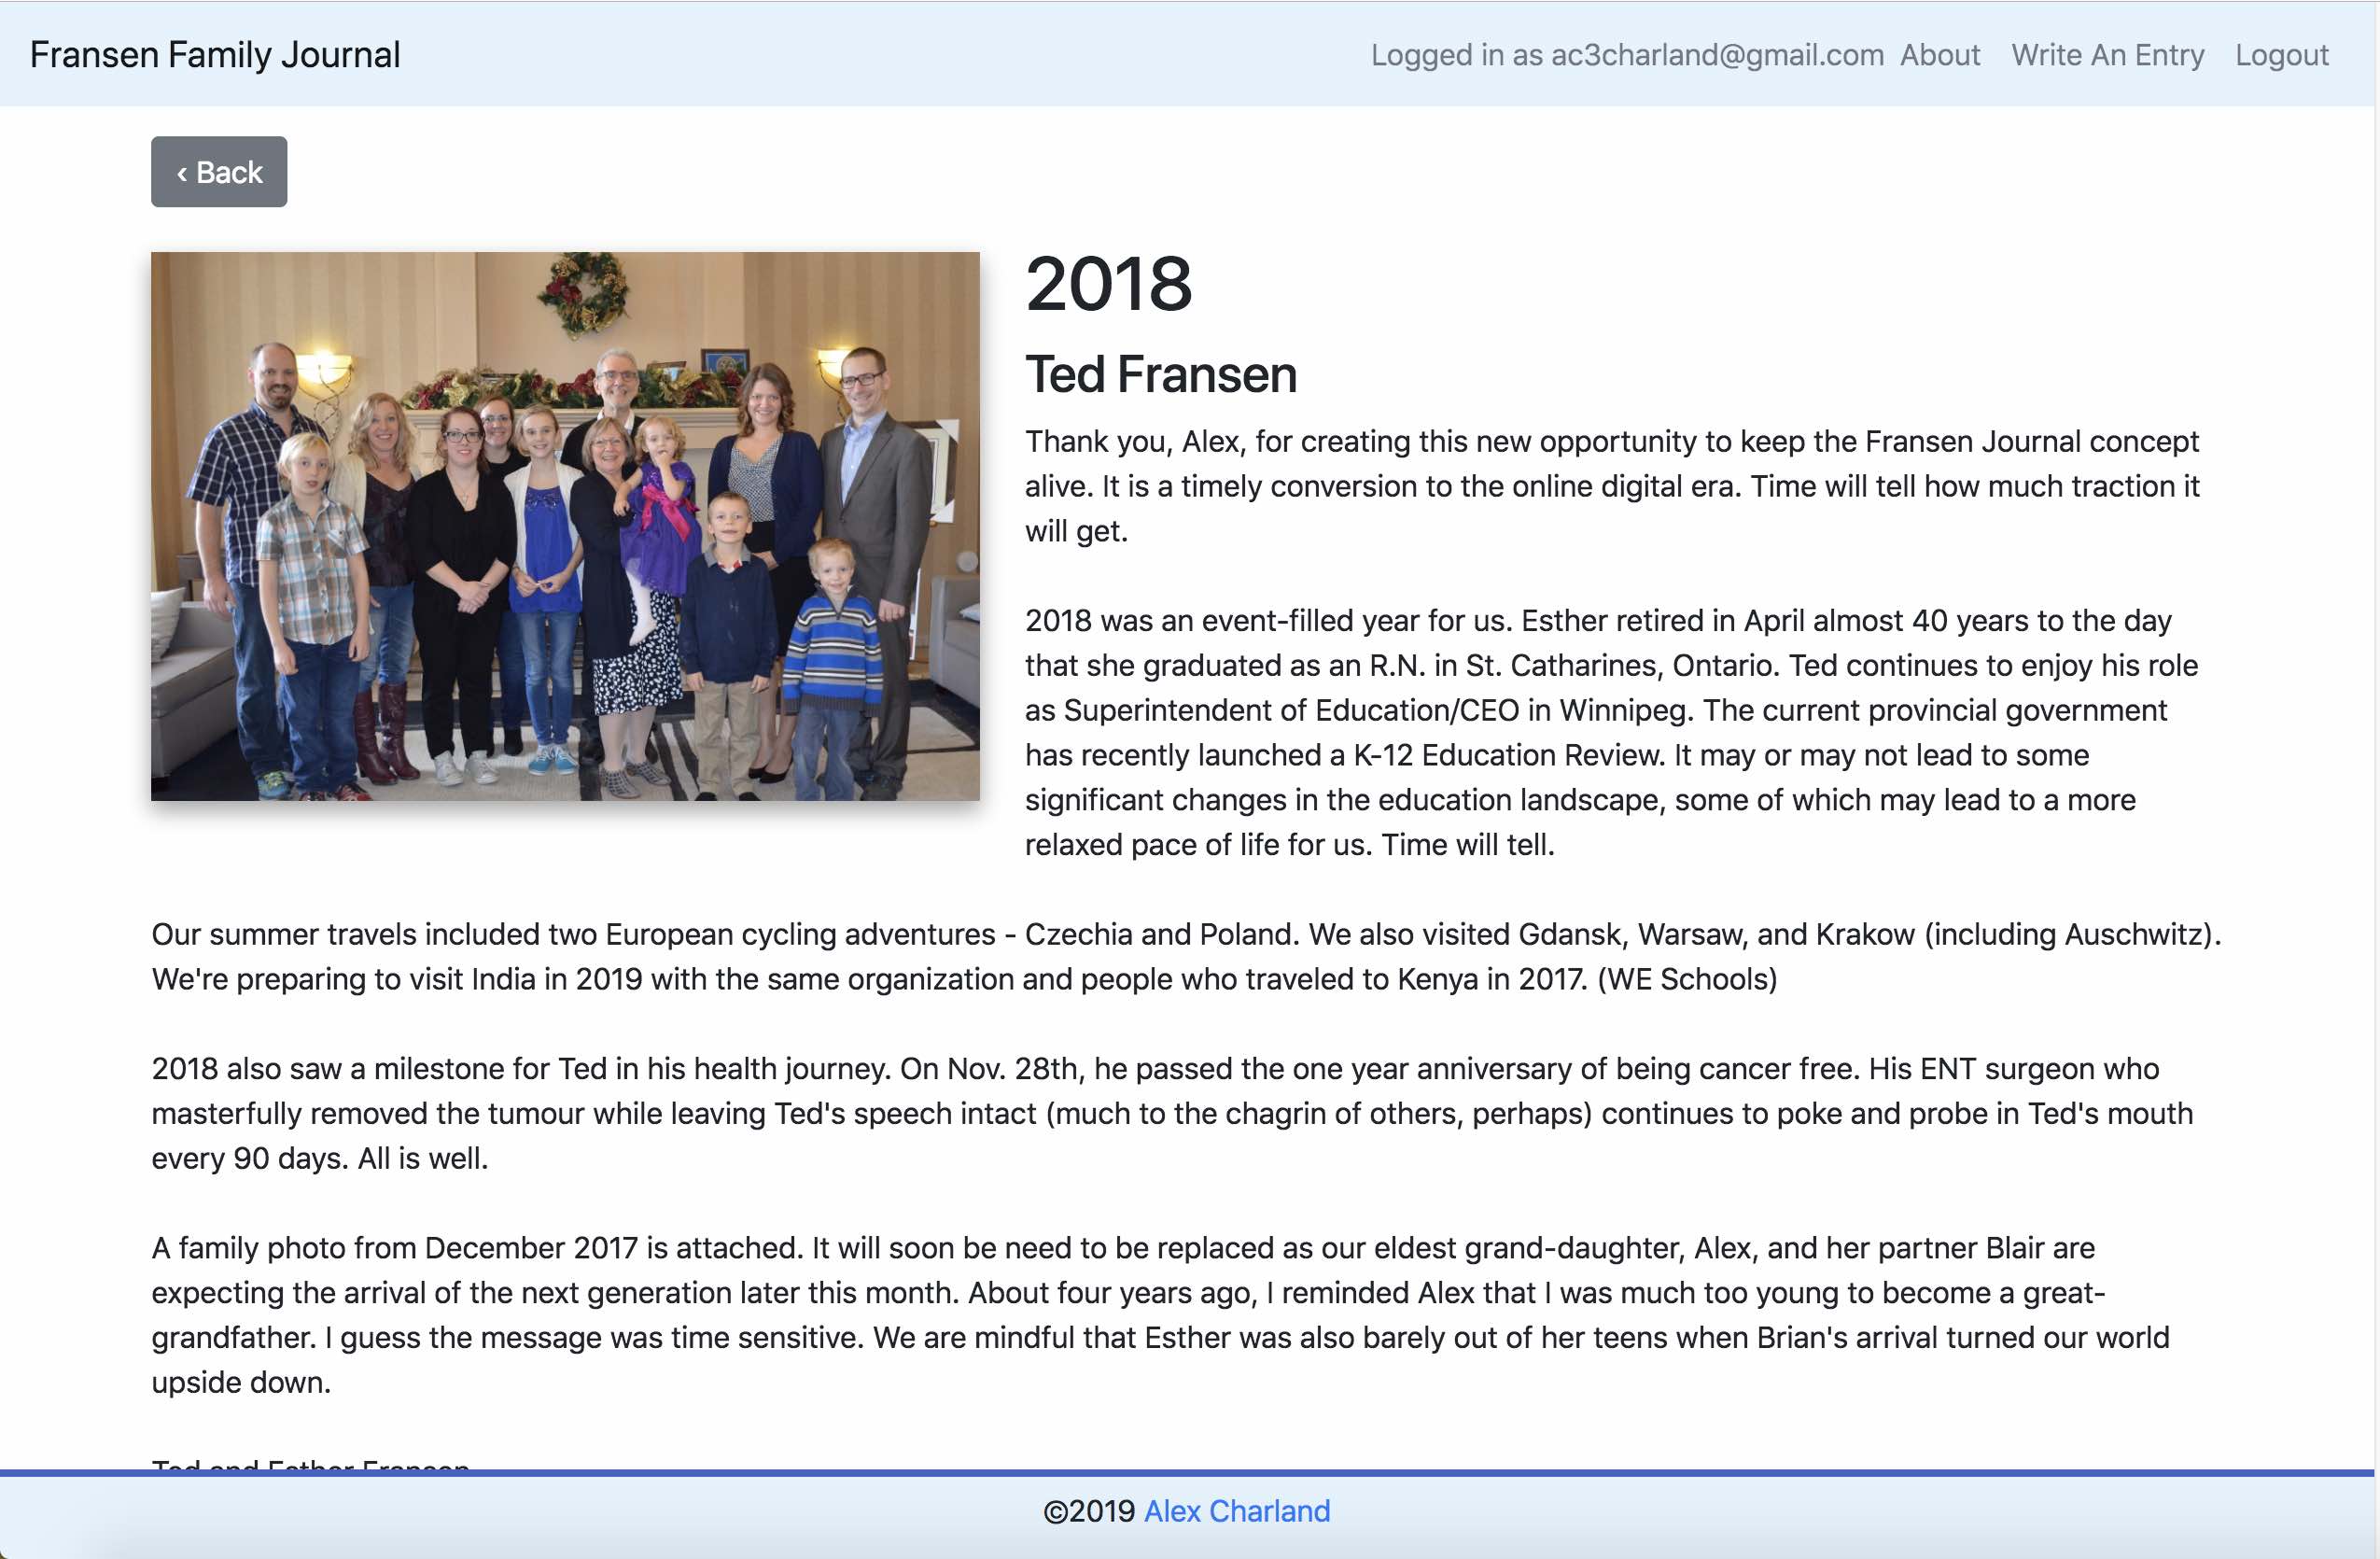 Fransen Family Journal
Logged in as ac3charland@gmail.com About Write An Entry Logout
‹ Back
2018
Ted Fransen
Thank you, Alex, for creating this new opportunity to keep the Fransen Journal concept
alive. It is a timely conversion to the online digital era. Time will tell how much traction it
will get.
2018 was an event-filled year for us. Esther retired in April almost 40 years to the day
that she graduated as an R.N. in St. Catharines, Ontario. Ted continues to enjoy his role
as Superintendent of Education/CEO in Winnipeg. The current provincial government
has recently launched a K-12 Education Review. It may or may not lead to some
significant changes in the education landscape, some of which may lead to a more
relaxed pace of life for us. Time will tell.
Our summer travels included two European cycling adventures - Czechia and Poland. We also visited Gdansk, Warsaw, and Krakow (including Auschwitz).
We're preparing to visit India in 2019 with the same organization and people who traveled to Kenya in 2017. (WE Schools)
2018 also saw a milestone for Ted in his health journey. On Nov. 28th, he passed the one year anniversary of being cancer free. His ENT surgeon who
masterfully removed the tumour while leaving Ted's speech intact (much to the chagrin of others, perhaps) continues to poke and probe in Ted's mouth
every 90 days. All is well.
A family photo from December 2017 is attached. It will soon be need to be replaced as our eldest grand-daughter, Alex, and her partner Blair are
expecting the arrival of the next generation later this month. About four years ago, I reminded Alex that I was much too young to become a great-
grandfather. I guess the message was time sensitive. We are mindful that Esther was also barely out of her teens when Brian's arrival turned our world
upside down.
Ted and Esther Fransen
©2019 Alex Charland